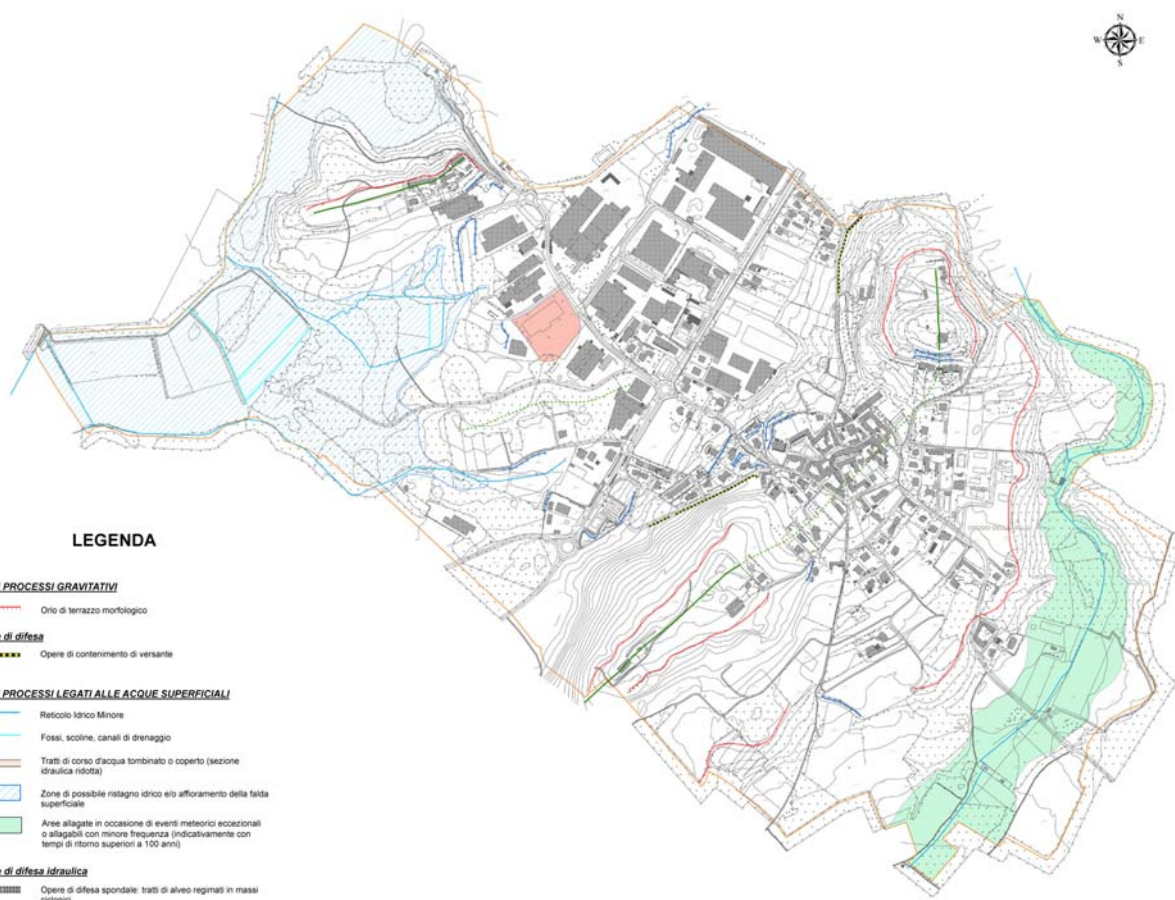 N
W E
S
LEGENDA
PROCESSI GRAVITATIVI
Orlo di terrazzo morfologico
di difesa
Opere di contenimento di versante
PROCESSI LEGATI ALLE ACQUE SUPERFICIALI
Reticolo Idrico Minore
Fossi, scoline, canali di drenaggio
Tratti di corso d'acqua tombinato o coperto (sezione
idraulica ridotta)
Zone di possibile ristagno idrico e/o affioramento della falda
superficiale
Aree allagate in occasione di eventi meteorici eccezionali
o allagabili con minore frequenza (indicativamente con
tempi di ritorno superiori a 100 anni)
di difesa idraulica
Opere di difesa spondale: tratti di alveo regimati in massi